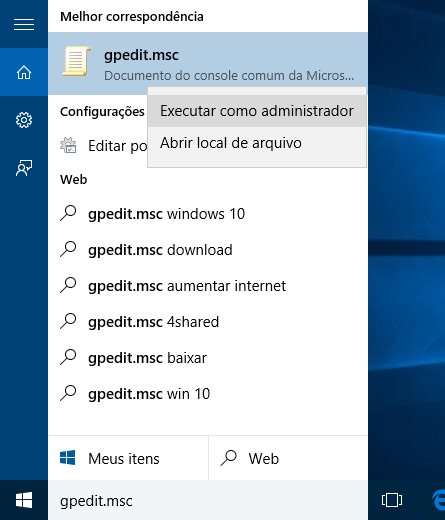 Melhor correspondência
gpedit.msc
Documento do console comum da Micros...
Configurações
Executar como administrador
Editar po
Abrir local de arquivo
Web
gpedit.msc windows 10
gpedit.msc download
gpedit.msc aumentar internet
gpedit.msc 4shared
gpedit.msc baixar
gpedit.msc win 10
Meus itens
Web
gpedit.msc